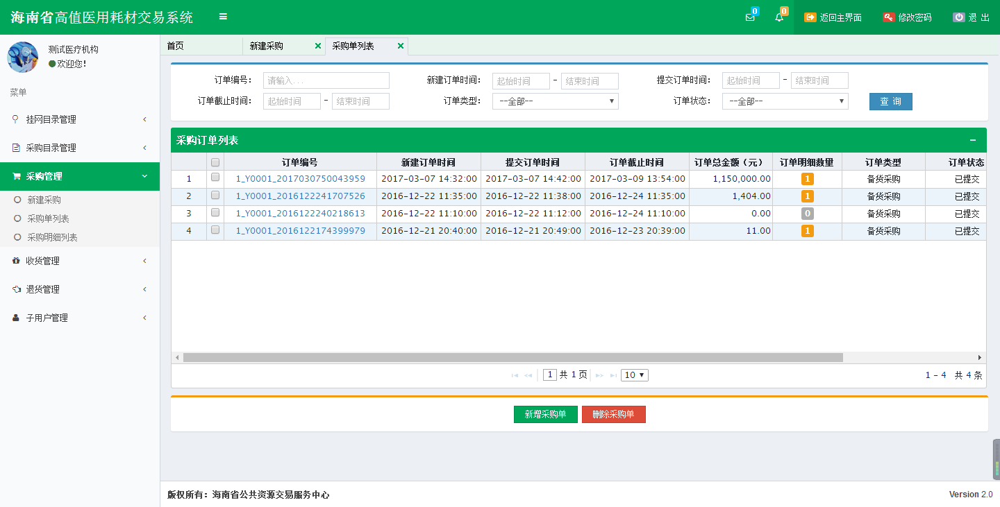 海南省高值医用耗材交易系统
0
0
返回主界面
修改密码
退 出
测试医疗机构
欢迎您!
菜单
挂网目录管理
采购目录管理
采购管理
新建采购
采购单列表
采购明细列表
收货管理
退货管理
子用户管理
首页
新建采购
采购单列表
订单编号: 请输入... 新建订单时间: 起始时间 - 结束时间 提交订单时间: 起始时间 - 结束时间
订单截止时间: 起始时间 - 结束时间 订单类型: --全部-- 订单状态: --全部-- 查 询
采购订单列表
订单编号 新建订单时间 提交订单时间 订单截止时间 订单总金额（元） 订单明细数量 订单类型 订单状态
1 1_Y0001_2017030750043959 2017-03-07 14:32:00 2017-03-07 14:42:00 2017-03-09 13:54:00 1,150,000.00 1 备货采购 已提交
2 1_Y0001_2016122241707526 2016-12-22 11:35:00 2016-12-22 11:38:00 2016-12-24 11:35:00 1,404.00 1 备货采购 已提交
3 1_Y0001_2016122240218613 2016-12-22 11:10:00 2016-12-22 11:12:00 2016-12-24 11:10:00 0.00 0 备货采购 已提交
4 1_Y0001_2016122174399979 2016-12-21 20:40:00 2016-12-21 20:49:00 2016-12-23 20:39:00 11.00 1 备货采购 已提交
1 共 1 页 10 1 - 4 共 4 条
新增采购单 删除采购单
版权所有：海南省公共资源交易服务中心 Version 2.0